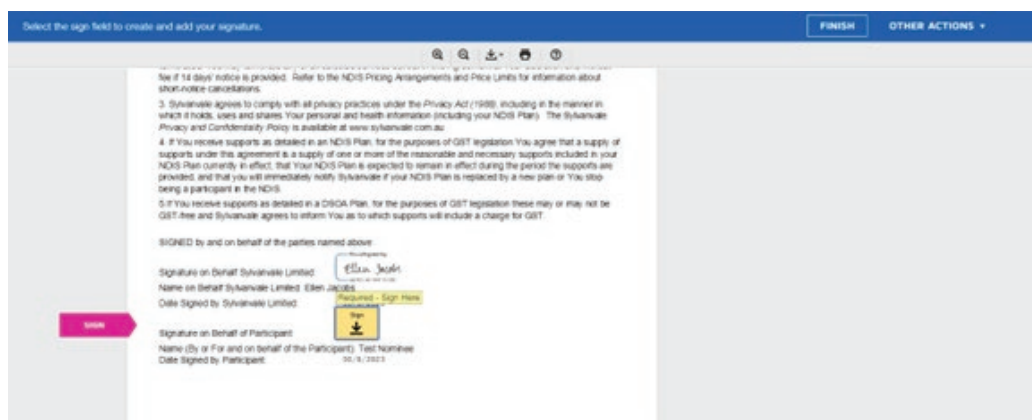 Select the sign field to create and add your signature.
FINISH
OTHER ACTIONS
fee if 14 days' notice is provided. Refer to the NDIS Pricing Arrangements and Price Limits for information about
short-notice cancellations.
3. Sylvanvale agrees to comply with all privacy practices under the Privacy Act (1988), including in the manner in
which it holds, uses and shares Your personal and health information (including your NDIS Plan). The Sylvanvale
Privacy and Confidentiality Policy is available at www.sylvanvale.com.au
4. If You receive supports as detailed in an NDIS Plan, for the purposes of GST legislation You agree that a supply of
supports under this agreement is a supply of one or more of the reasonable and necessary supports included in your
NDIS Plan currently in effect, that Your NDIS Plan is expected to remain in effect during the period the supports are
provided, and that you will immediately notify Sylvanvale if your NDIS Plan is replaced by a new plan or You stop
being a participant in the NDIS.
5 If You receive supports as detailed in a DSOA Plan, for the purposes of GST legislation these may or may not be
GST-free and Sylvanvale agrees to inform You as to which supports will include a charge for GST.
SIGNED by and on behalf of the parties named above
Signature on Behalf Sylvanvale Limited:
Ellen Jacobs
Name on Behalf Sylvanvale Limited: Ellen Jacobs
Required - Sign Here
Date Signed by Sylvanvale Limited:
SIGN
Sign
Signature on Behalf of Participant:
Name (By or For and on behalf of the Participant): Test Nominee
Date Signed by Participant: 30/8/2023